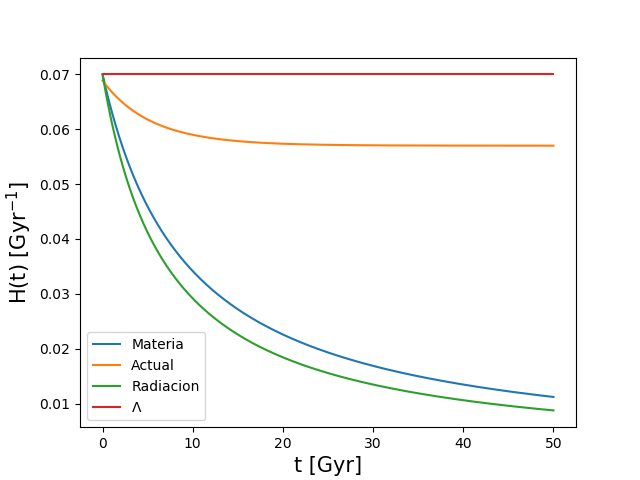 0.07
0.06
0.05
0.04
0.03
0.02
0.01
H(t) [Gyr⁻¹]
Materia
Actual
Radiacion
Λ
0 10 20 30 40 50
t [Gyr]